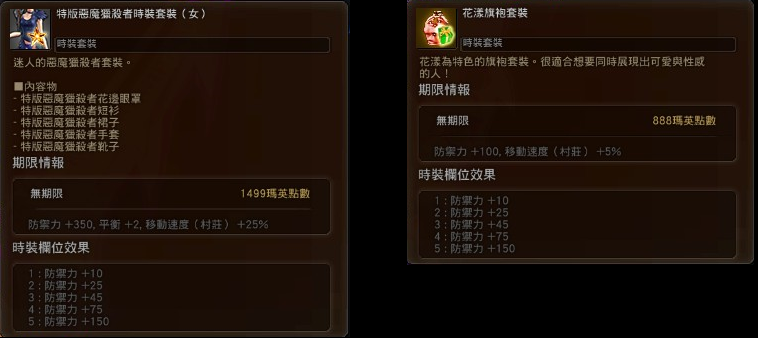 特版惡魔獵殺者時裝套裝（女）
時裝套裝
迷人的惡魔獵殺者套裝。
■內容物
- 特版惡魔獵殺者花邊眼罩
- 特版惡魔獵殺者短衫
- 特版惡魔獵殺者裙子
- 特版惡魔獵殺者手套
- 特版惡魔獵殺者靴子
期限情報
無期限 1499瑪英點數
防禦力 +350, 平衡 +2, 移動速度（村莊） +25%
時裝欄位效果
1 : 防禦力 +10
2 : 防禦力 +25
3 : 防禦力 +45
4 : 防禦力 +75
5 : 防禦力 +150
花漾旗袍套裝
時裝套裝
花漾為特色的旗袍套裝。很適合想要同時展現出可愛與性感
的人！
期限情報
無期限 888瑪英點數
防禦力 +100, 移動速度（村莊） +5%
時裝欄位效果
1 : 防禦力 +10
2 : 防禦力 +25
3 : 防禦力 +45
4 : 防禦力 +75
5 : 防禦力 +150